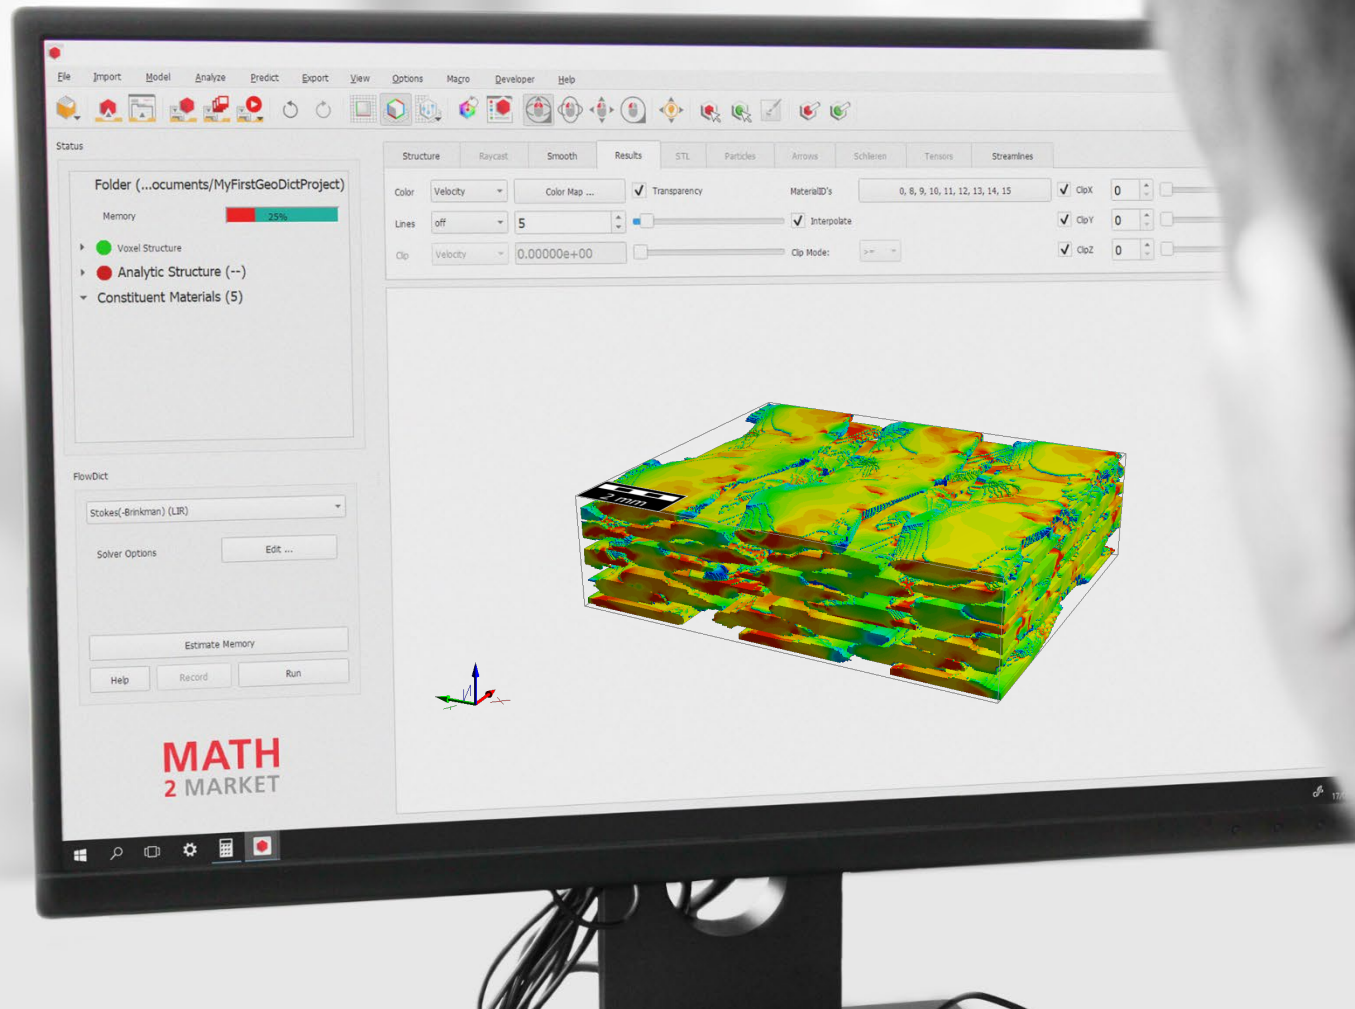 File Import Model Analyze Predict Export View Options Macro Developer Help
Status
Folder (...ocuments/MyFirstGeoDictProject)
Memory 25%
Voxel Structure
Analytic Structure (--)
Constituent Materials (5)
Structure Raycast Smooth Results STL Particles Arrows Schlieren Tensors Streamlines
Color Velocity Color Map ... Transparency MaterialID's 0, 8, 9, 10, 11, 12, 13, 14, 15 ClipX 0
Lines off 5 Interpolate ClipY 0
Clip Velocity 0.00000e+00 Clip Mode: >= ClipZ 0
2 mm
FlowDict
Stokes(-Brinkman) (LIR)
Solver Options Edit ...
Estimate Memory
Help Record Run
MATH
2 MARKET